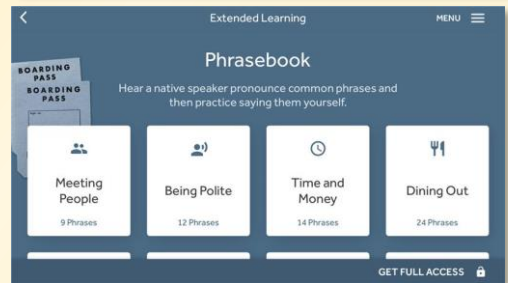 Extended Learning
MENU
Phrasebook
BOARDING
PASS
BOARDING
PASS
Hear a native speaker pronounce common phrases and
then practice saying them yourself.
Meeting
People
9 Phrases
Being Polite
12 Phrases
Time and
Money
14 Phrases
Dining Out
24 Phrases
GET FULL ACCESS